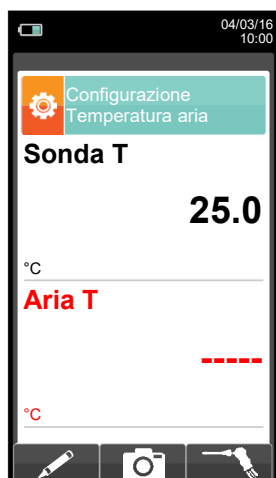 04/03/16
10:00
Configurazione
Temperatura aria
Sonda T
25.0
°C
Aria T
-----
°C